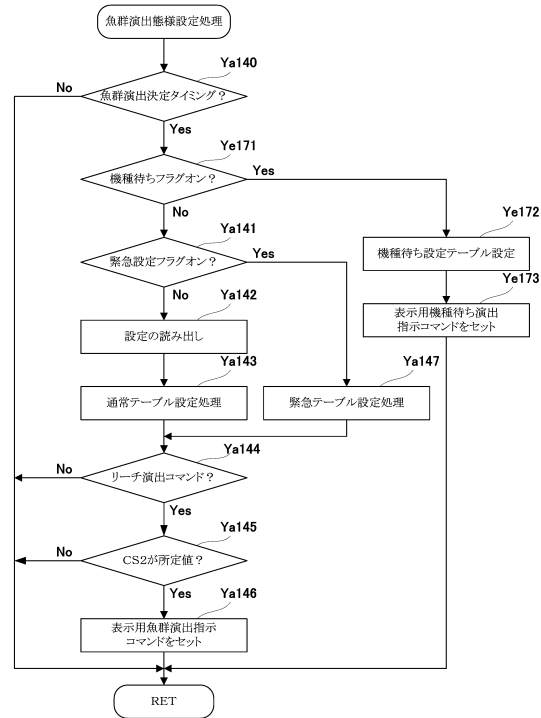 魚群演出態様設定処理
Ya140
魚群演出決定タイミング？
No
Yes
Ye171
機種待ちフラグオン？
Yes
No
Ye172
機種待ち設定テーブル設定
Ya141
緊急設定フラグオン？
Yes
No
Ye173
表示用機種待ち演出
指示コマンドをセット
Ya142
設定の読み出し
Ya143
通常テーブル設定処理
Ya147
緊急テーブル設定処理
Ya144
リーチ演出コマンド？
No
Yes
Ya145
CS2が所定値？
No
Yes
Ya146
表示用魚群演出指示
コマンドをセット
RET